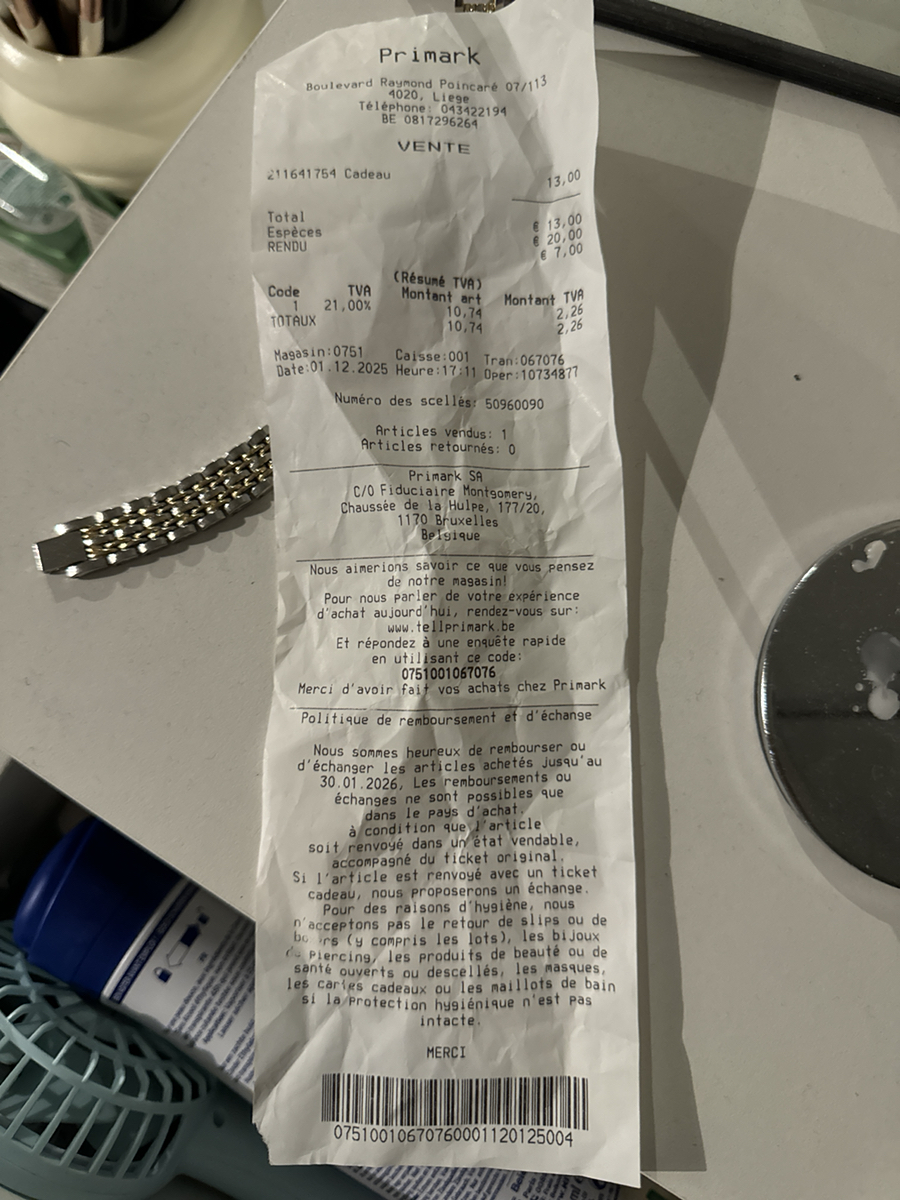 Primark
Boulevard Raymond Poincaré 07/113
4020, Liege
Téléphone: 043422194
BE 0817296264
VENTE
211641754 Cadeau 13,00
Total € 13,00
Espèces € 20,00
RENDU € 7,00
(Résumé TVA)
Code TVA Montant art Montant TVA
1 21,00% 10,74 2,26
TOTAUX 10,74 2,26
Magasin:0751 Caisse:001 Tran:067076
Date:01.12.2025 Heure:17:11 Oper:10734877
Numéro des scellés: 50960090
Articles vendus: 1
Articles retournés: 0
Primark SA
C/O Fiduciaire Montgomery,
Chaussée de la Hulpe, 177/20,
1170 Bruxelles
Belgique
Nous aimerions savoir ce que vous pensez
de notre magasin!
Pour nous parler de votre expérience
d'achat aujourd'hui, rendez-vous sur:
www.tellprimark.be
Et répondez à une enquête rapide
en utilisant ce code:
0751001067076
Merci d'avoir fait vos achats chez Primark
Politique de remboursement et d'échange
Nous sommes heureux de rembourser ou
d'échanger les articles achetés jusqu'au
30.01.2026, Les remboursements ou
échanges ne sont possibles que
dans le pays d'achat.
à condition que l'article
soit renvoyé dans un état vendable,
accompagné du ticket original.
Si l'article est renvoyé avec un ticket
cadeau, nous proposerons un échange.
Pour des raisons d'hygiène, nous
n'acceptons pas le retour de slips ou de
(y compris les lots), les bijoux
piercing, les produits de beauté ou de
santé ouverts ou descellés, les masques,
les cartes cadeaux ou les maillots de bain
si la protection hygiénique n'est pas
intacte.
MERCI
07510010670760001120125004